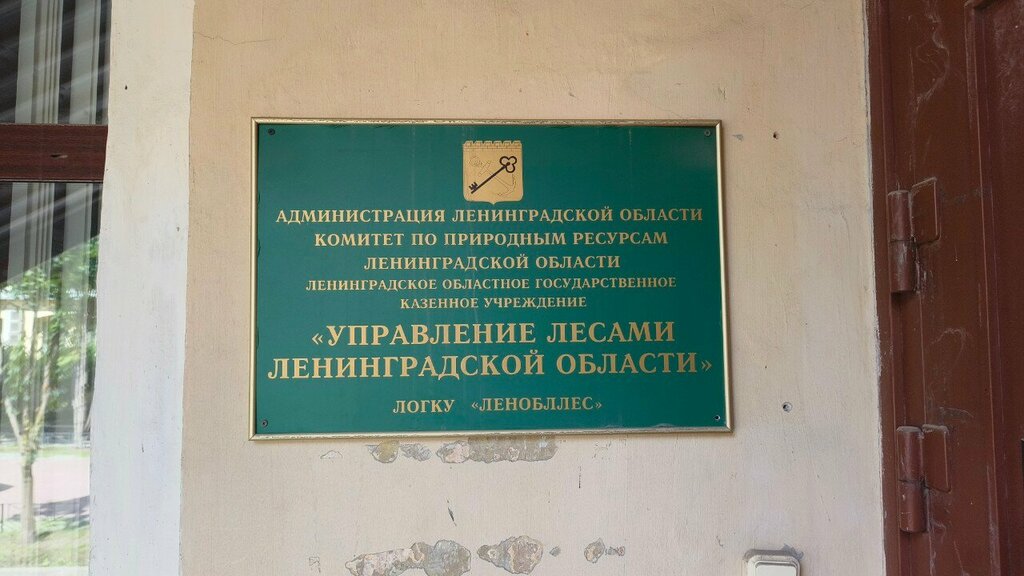 АДМИНИСТРАЦИЯ ЛЕНИНГРАДСКОЙ ОБЛАСТИ
КОМИТЕТ ПО ПРИРОДНЫМ РЕСУРСАМ
ЛЕНИНГРАДСКОЙ ОБЛАСТИ
ЛЕНИНГРАДСКОЕ ОБЛАСТНОЕ ГОСУДАРСТВЕННОЕ
КАЗЕННОЕ УЧРЕЖДЕНИЕ
«УПРАВЛЕНИЕ ЛЕСАМИ
ЛЕНИНГРАДСКОЙ ОБЛАСТИ»
ЛОГКУ «ЛЕНОБЛЛЕС»